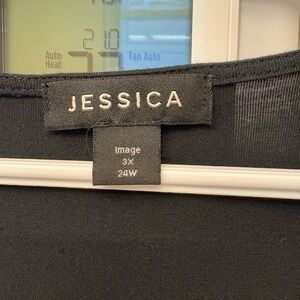 21.0
Auto
Heat
Fan Auto
JESSICA
Image
3X
24W